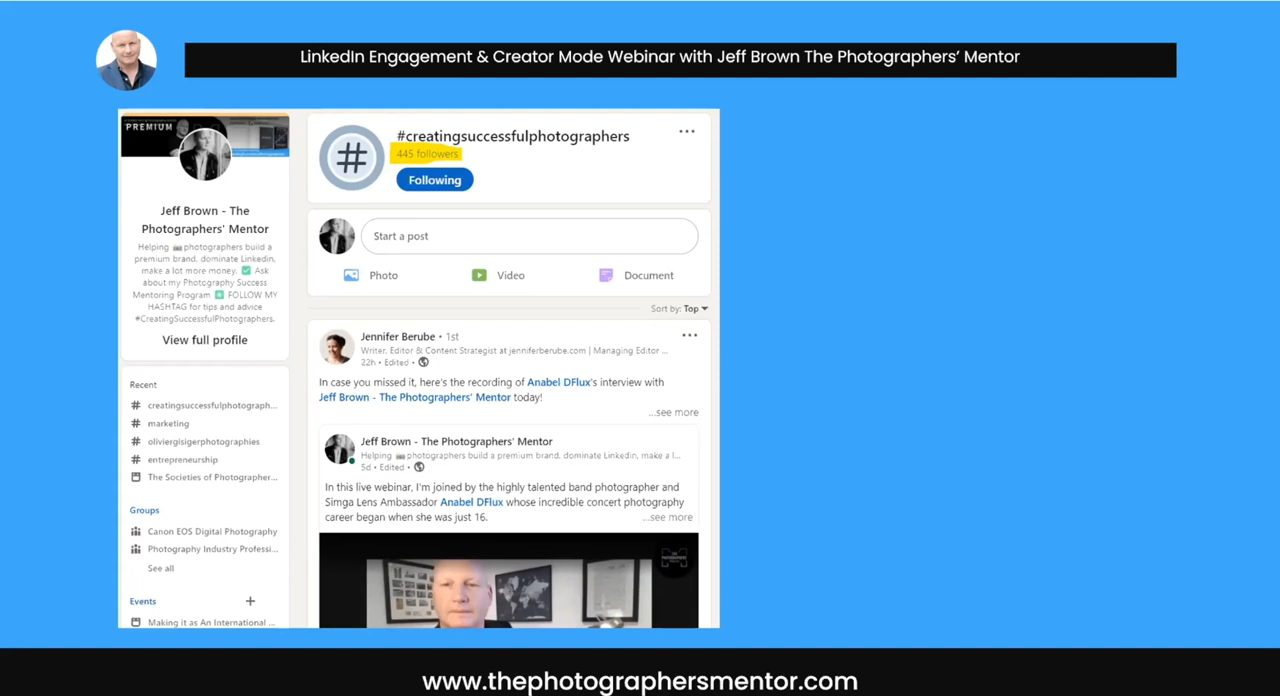 LinkedIn Engagement & Creator Mode Webinar with Jeff Brown The Photographers' Mentor
PREMIUM
Jeff Brown - The
Photographers' Mentor
Helping 📷 photographers build a
premium brand, dominate Linkedin,
make a lot more money. ✅ Ask
about my Photography Success
Mentoring Program ✳️ FOLLOW MY
HASHTAG for tips and advice
#CreatingSuccessfulPhotographers.
View full profile
Recent
# creatingsuccessfulphotograph...
# marketing
# oliviergisigerphotographies
# entrepreneurship
The Societies of Photographer...
Groups
Canon EOS Digital Photography
Photography Industry Professi...
See all
Events +
Making it as An International ...
#
#creatingsuccessfulphotographers
445 followers
Following
Start a post
Photo Video Document
Sort by: Top
Jennifer Berube • 1st
Writer, Editor & Content Strategist at jenniferberube.com | Managing Editor ...
22h • Edited •
In case you missed it, here's the recording of Anabel DFlux's interview with
Jeff Brown - The Photographers' Mentor today!
...see more
Jeff Brown - The Photographers' Mentor
Helping 📷 photographers build a premium brand, dominate Linkedin, make a l...
5d • Edited •
In this live webinar, I'm joined by the highly talented band photographer and
Simga Lens Ambassador Anabel DFlux whose incredible concert photography
career began when she was just 16.
...see more
www.thephotographersmentor.com